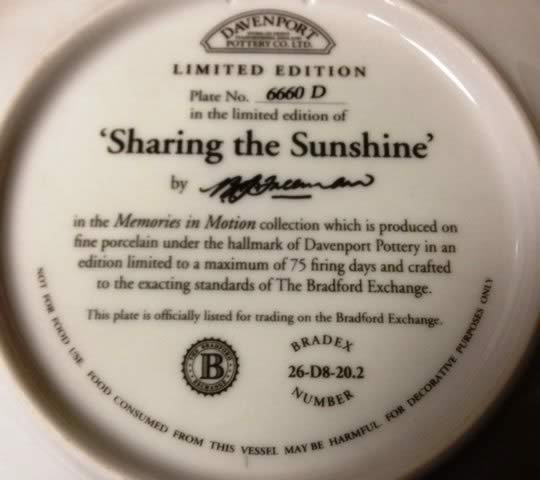 DAVENPORT
POTTERY CO. LTD.
LIMITED EDITION
Plate No. 6660 D
in the limited edition of
‘Sharing the Sunshine’
by
in the Memories in Motion collection which is produced on
fine porcelain under the hallmark of Davenport Pottery in an
edition limited to a maximum of 75 firing days and crafted
to the exacting standards of The Bradford Exchange.
This plate is officially listed for trading on the Bradford Exchange.
THE BRADFORD
B
EXCHANGE
BRADEX
26-D8-20.2
NUMBER
NOT FOR FOOD USE. FOOD CONSUMED FROM THIS VESSEL MAY BE HARMFUL. FOR DECORATIVE PURPOSES ONLY